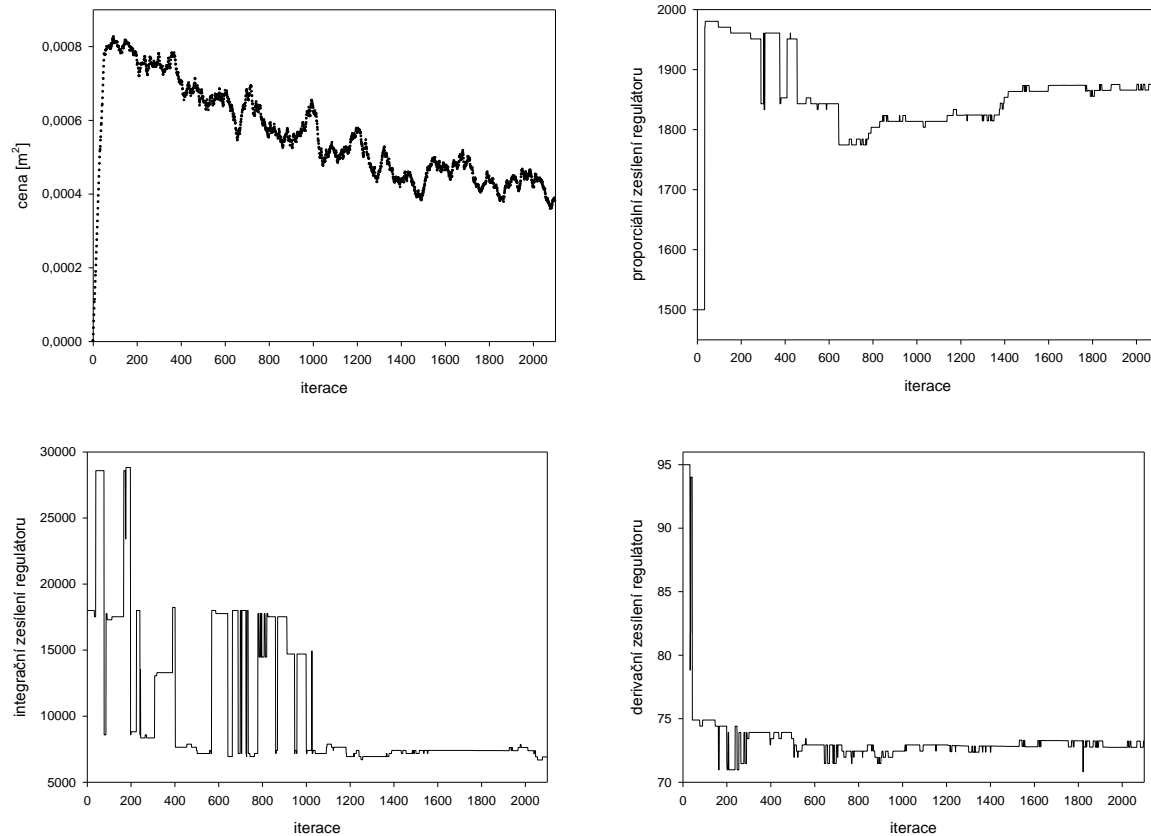 cena [m²]
0,0008
0,0006
0,0004
0,0002
0,0000
0 200 400 600 800 1000 1200 1400 1600 1800 2000
iterace
proporciální zesílení regulátoru
2000
1900
1800
1700
1600
1500
0 200 400 600 800 1000 1200 1400 1600 1800 2000
iterace
integrační zesílení regulátoru
30000
25000
20000
15000
10000
5000
0 200 400 600 800 1000 1200 1400 1600 1800 2000
iterace
derivační zesílení regulátoru
95
90
85
80
75
70
0 200 400 600 800 1000 1200 1400 1600 1800 2000
iterace